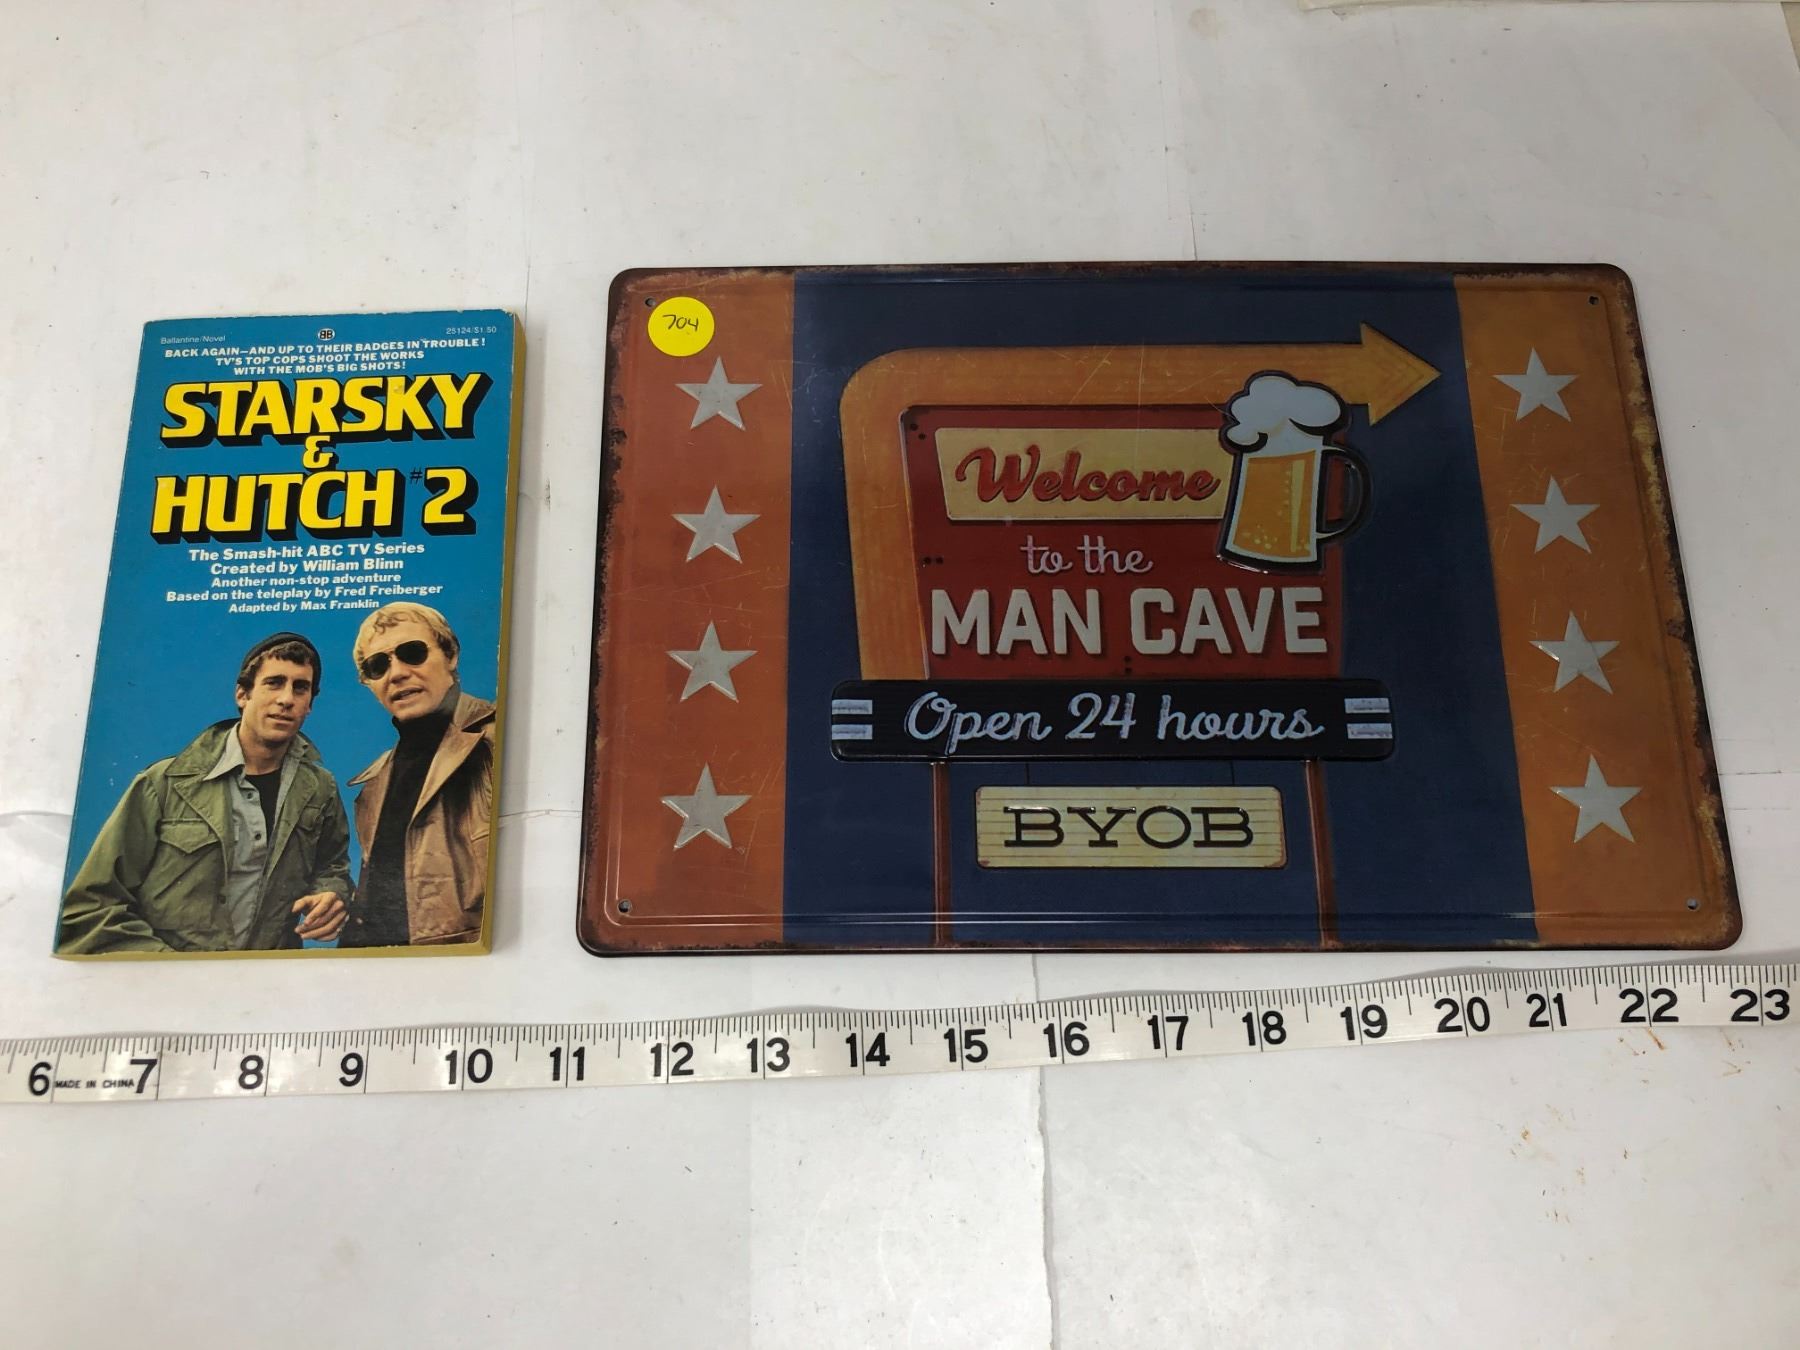 Ballantine/Novel
BB
25124/$1.50
BACK AGAIN—AND UP TO THEIR BADGES IN TROUBLE!
TV'S TOP COPS SHOOT THE WORKS
WITH THE MOB'S BIG SHOTS!
STARSKY
&
HUTCH #2
The Smash-hit ABC TV Series
Created by William Blinn
Another non-stop adventure
Based on the teleplay by Fred Freiberger
Adapted by Max Franklin
704
Welcome
to the
MAN CAVE
Open 24 hours
BYOB
6 MADE IN CHINA 7 8 9 10 11 12 13 14 15 16 17 18 19 20 21 22 23